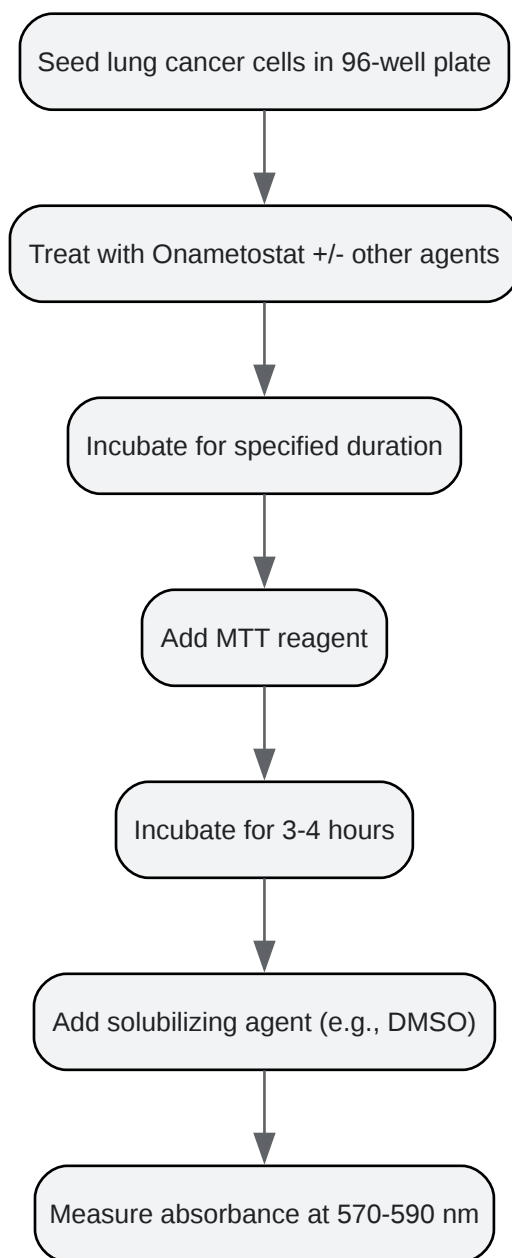 Seed lung cancer cells in 96-well plate
Treat with Onametostat +/- other agents
Incubate for specified duration
Add MTT reagent
Incubate for 3-4 hours
Add solubilizing agent (e.g., DMSO)
Measure absorbance at 570-590 nm